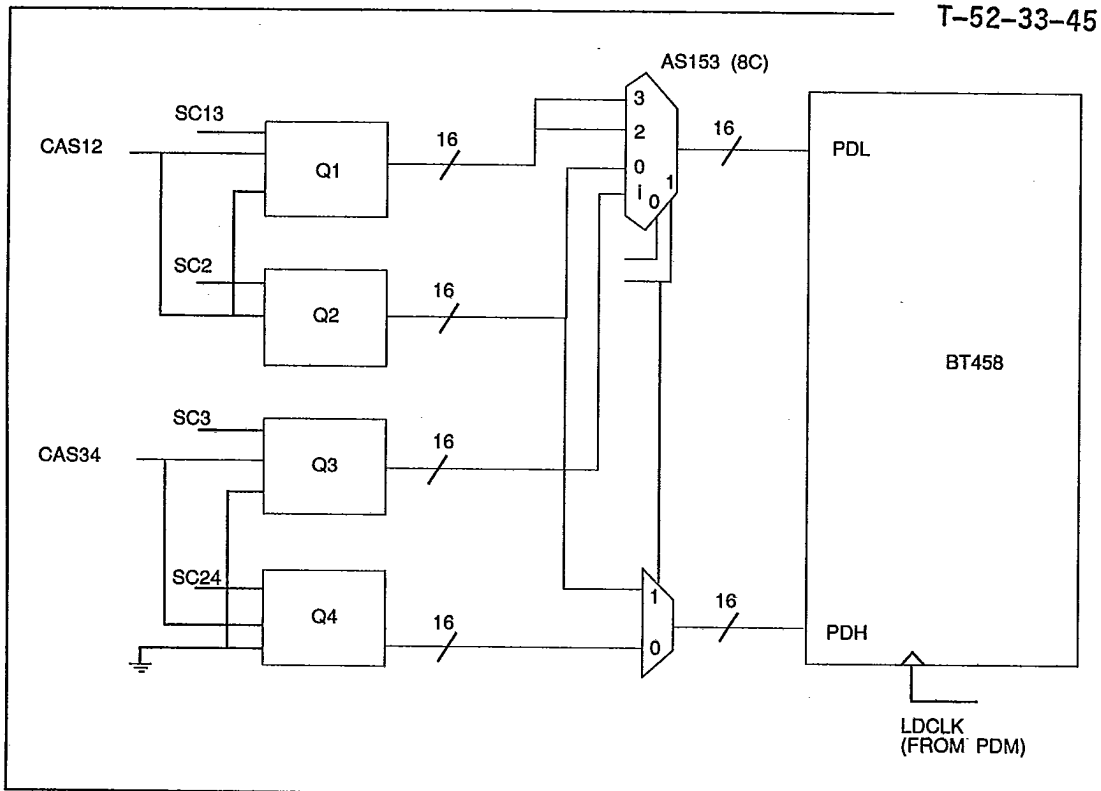 T-52-33-45
AS153 (8C)
SC13
CAS12
Q1
16
3
2
0
i
0
1
16
PDL
SC2
Q2
16
BT458
SC3
CAS34
Q3
16
SC24
Q4
16
1
0
16
PDH
LDCLK
(FROM PDM)